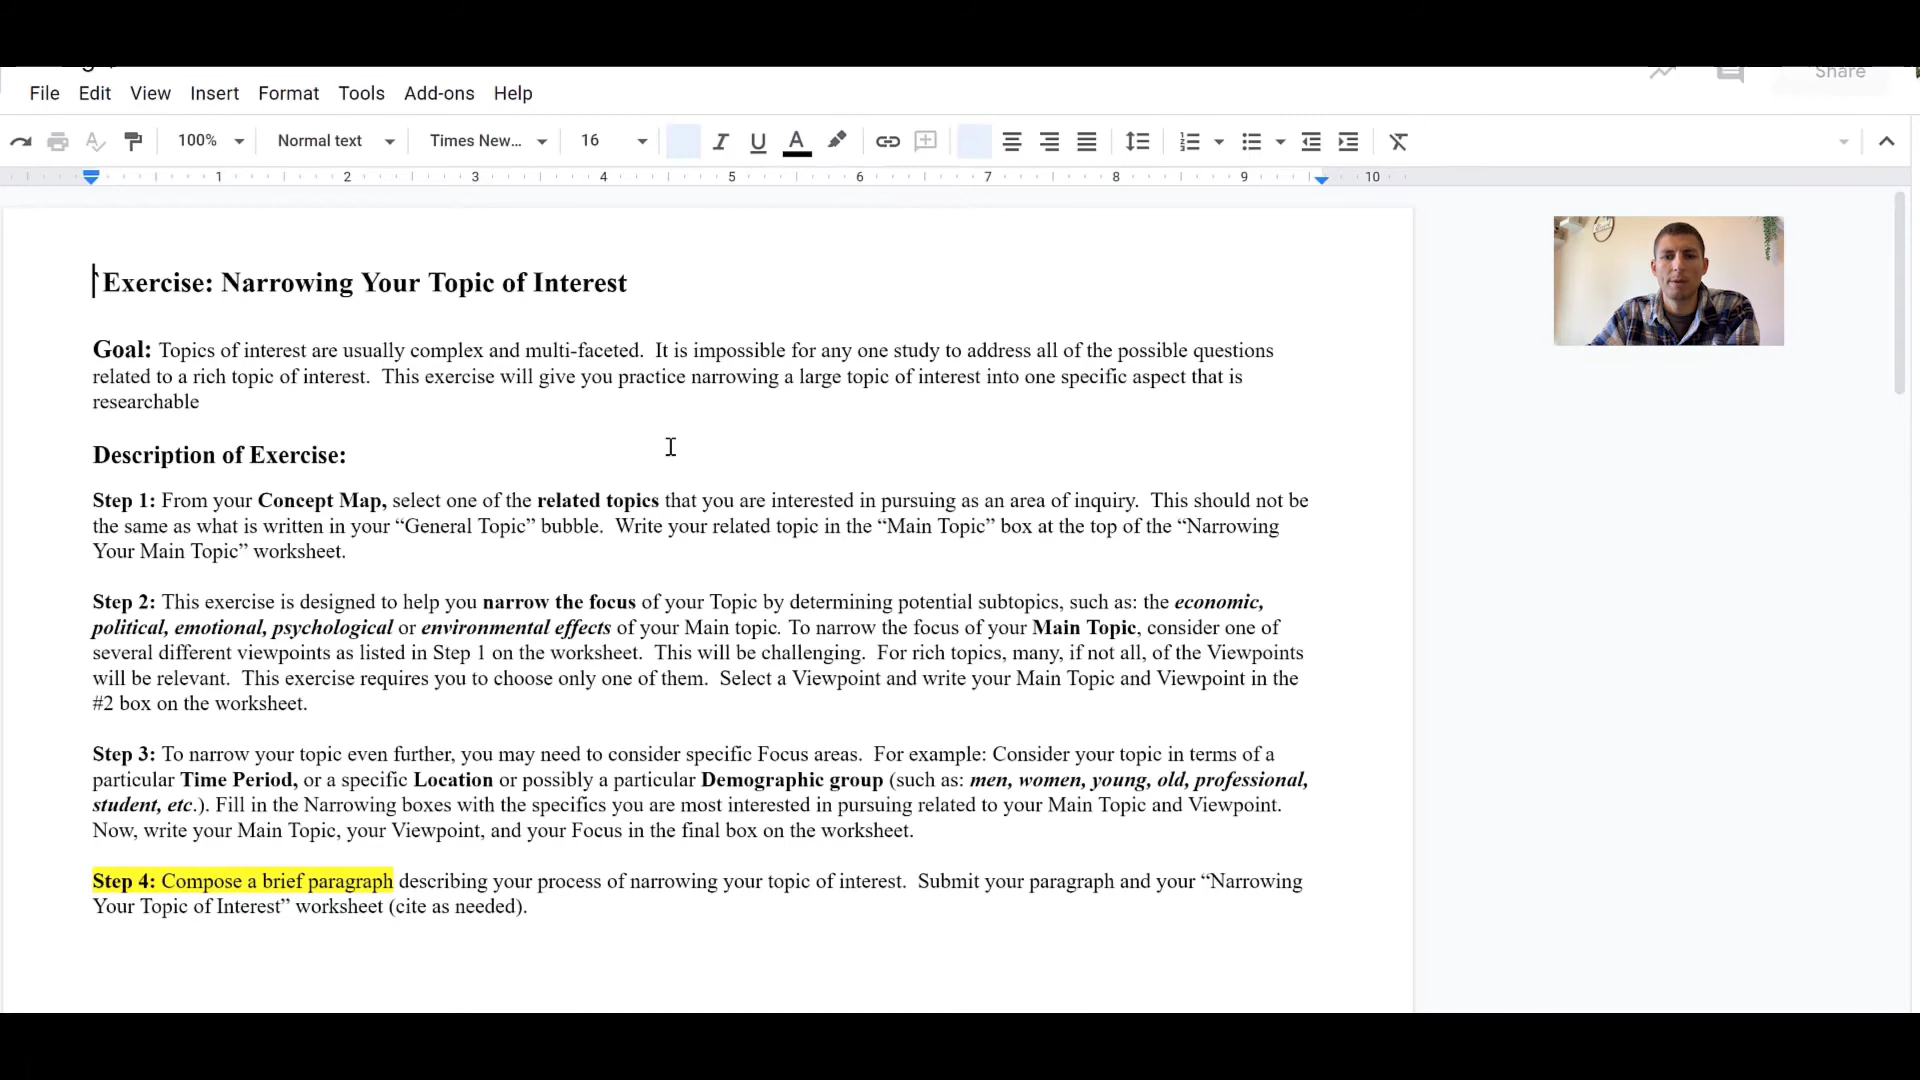 Share
File Edit View Insert Format Tools Add-ons Help
100% Normal text Times New... 16
1 2 3 4 5 6 7 8 9 10
Exercise: Narrowing Your Topic of Interest
Goal: Topics of interest are usually complex and multi-faceted.  It is impossible for any one study to address all of the possible questions
related to a rich topic of interest.  This exercise will give you practice narrowing a large topic of interest into one specific aspect that is
researchable
Description of Exercise:
Step 1: From your Concept Map, select one of the related topics that you are interested in pursuing as an area of inquiry.  This should not be
the same as what is written in your “General Topic” bubble.  Write your related topic in the “Main Topic” box at the top of the “Narrowing
Your Main Topic” worksheet.
Step 2: This exercise is designed to help you narrow the focus of your Topic by determining potential subtopics, such as: the economic,
political, emotional, psychological or environmental effects of your Main topic. To narrow the focus of your Main Topic, consider one of
several different viewpoints as listed in Step 1 on the worksheet.  This will be challenging.  For rich topics, many, if not all, of the Viewpoints
will be relevant.  This exercise requires you to choose only one of them.  Select a Viewpoint and write your Main Topic and Viewpoint in the
#2 box on the worksheet.
Step 3: To narrow your topic even further, you may need to consider specific Focus areas.  For example: Consider your topic in terms of a
particular Time Period, or a specific Location or possibly a particular Demographic group (such as: men, women, young, old, professional,
student, etc.). Fill in the Narrowing boxes with the specifics you are most interested in pursuing related to your Main Topic and Viewpoint.
Now, write your Main Topic, your Viewpoint, and your Focus in the final box on the worksheet.
Step 4: Compose a brief paragraph describing your process of narrowing your topic of interest.  Submit your paragraph and your “Narrowing
Your Topic of Interest” worksheet (cite as needed).